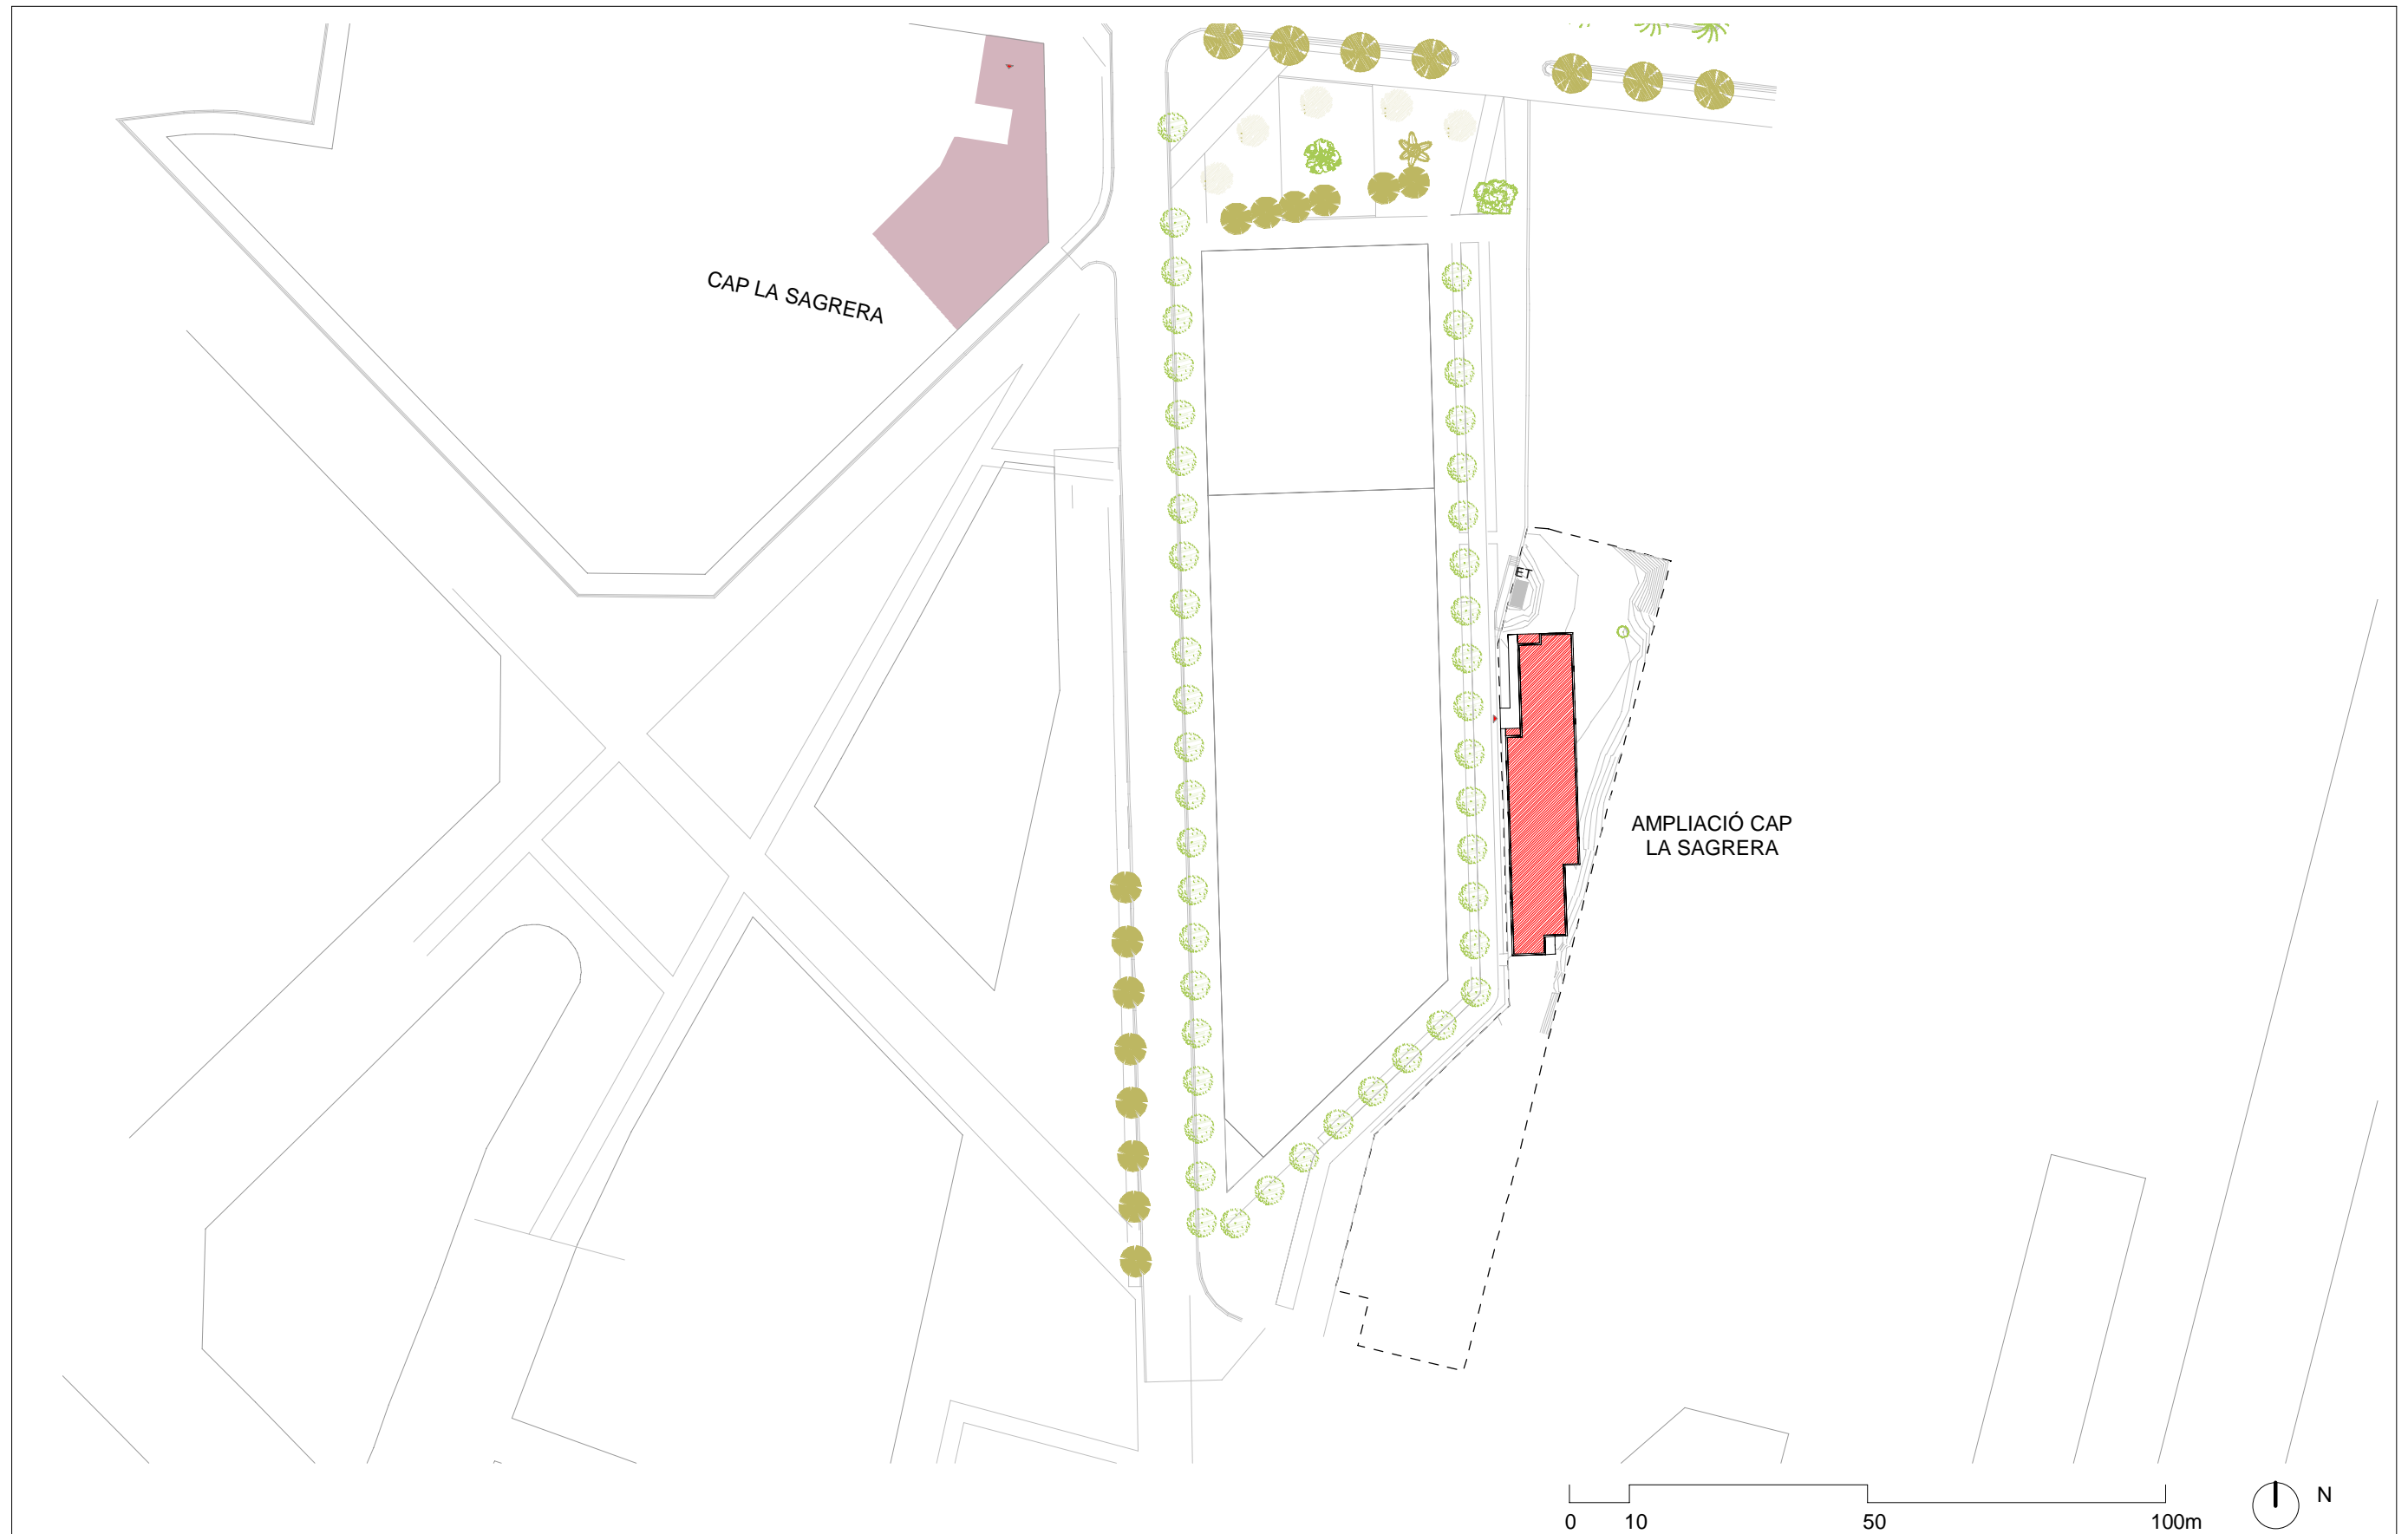 CAP LA SAGRERA
ET
AMPLIACIÓ CAP
LA SAGRERA
0 10 50 100m
N